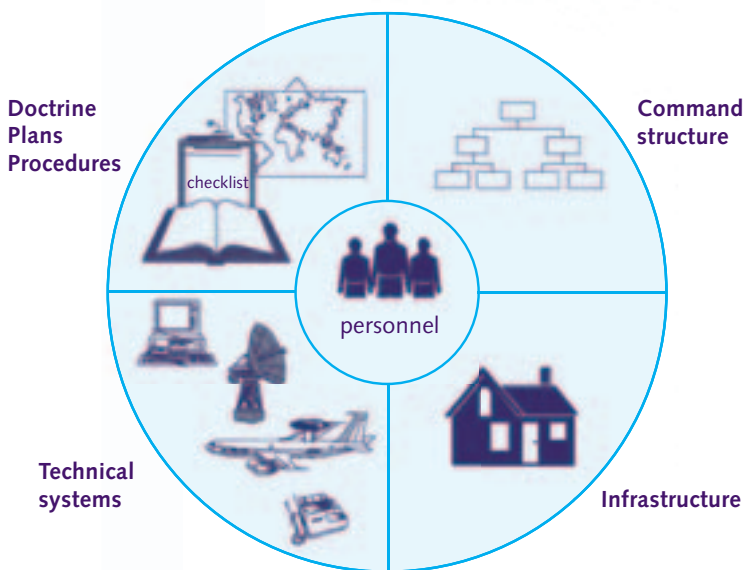 Doctrine
Plans
Procedures
Command
structure
checklist
personnel
Technical
systems
Infrastructure